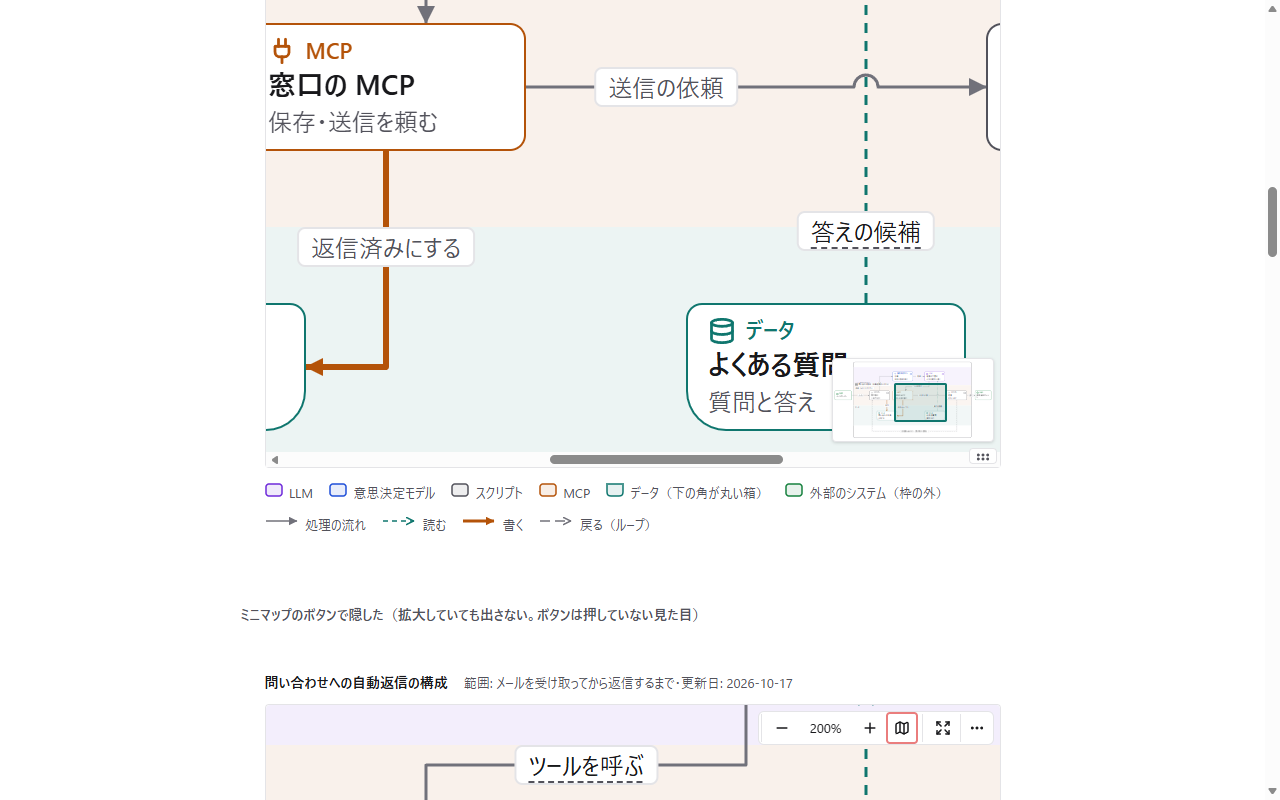 MCP
窓口の MCP
保存・送信を頼む
送信の依頼
返信済みにする
答えの候補
データ
よくある質問
質問と答え
LLM
意思決定モデル
スクリプト
MCP
データ（下の角が丸い箱）
外部のシステム（枠の外）
処理の流れ
読む
書く
戻る（ループ）
ミニマップのボタンで隠した（拡大していても出さない。ボタンは押していない見た目）
問い合わせへの自動返信の構成
範囲: メールを受け取ってから返信するまで・更新日: 2026-10-17
200%
ツールを呼ぶ